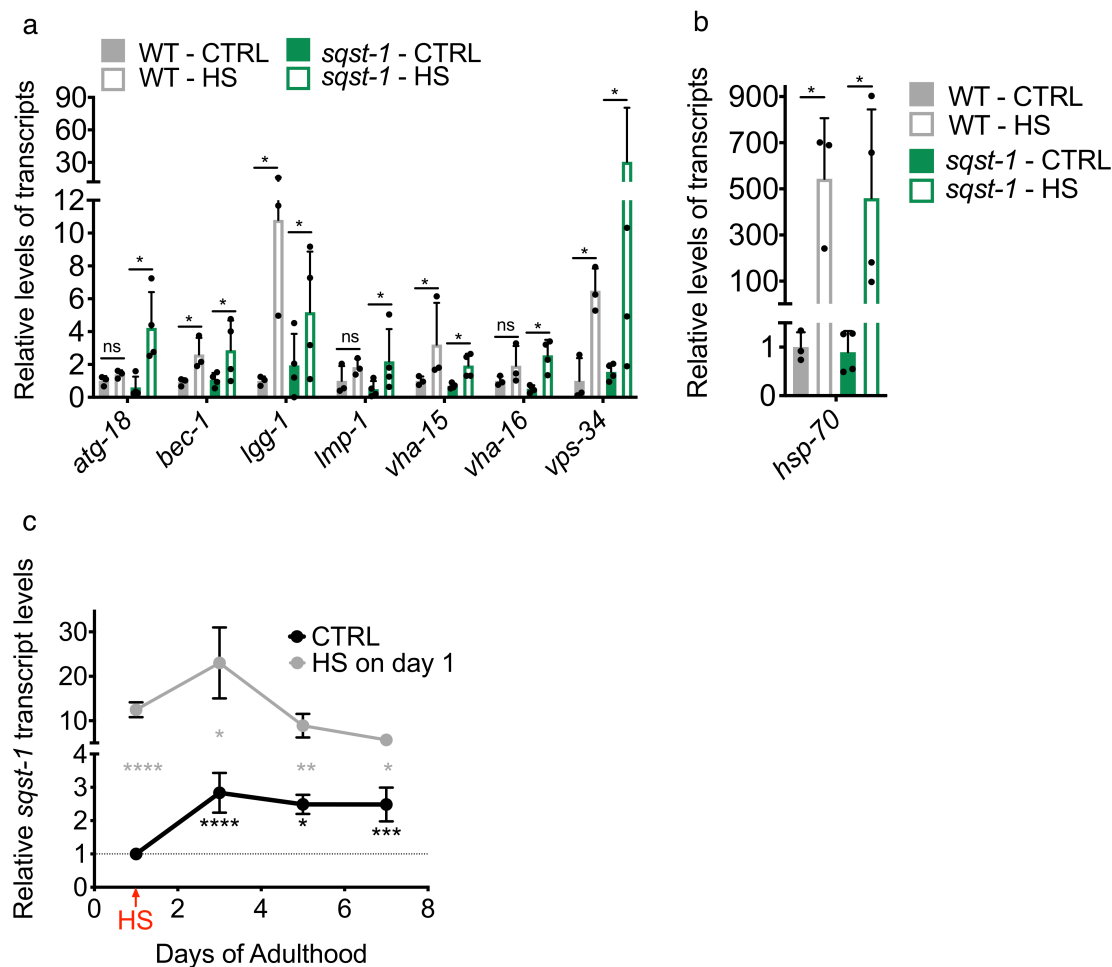 a
WT - CTRL
WT - HS
sqst-1 - CTRL
sqst-1 - HS
Relative levels of transcripts
90
60
30
12
10
8
6
4
2
0
ns
*
*
*
*
*
ns
*
*
*
ns
*
*
*
atg-18
bec-1
lgg-1
lmp-1
vha-15
vha-16
vps-34
b
WT - CTRL
WT - HS
sqst-1 - CTRL
sqst-1 - HS
Relative levels of transcripts
900
700
500
300
100
1
0
*
*
hsp-70
c
Relative sqst-1 transcript levels
30
20
10
4
3
2
1
0
CTRL
HS on day 1
****
*
**
*
****
*
***
0
2
4
6
8
HS
Days of Adulthood